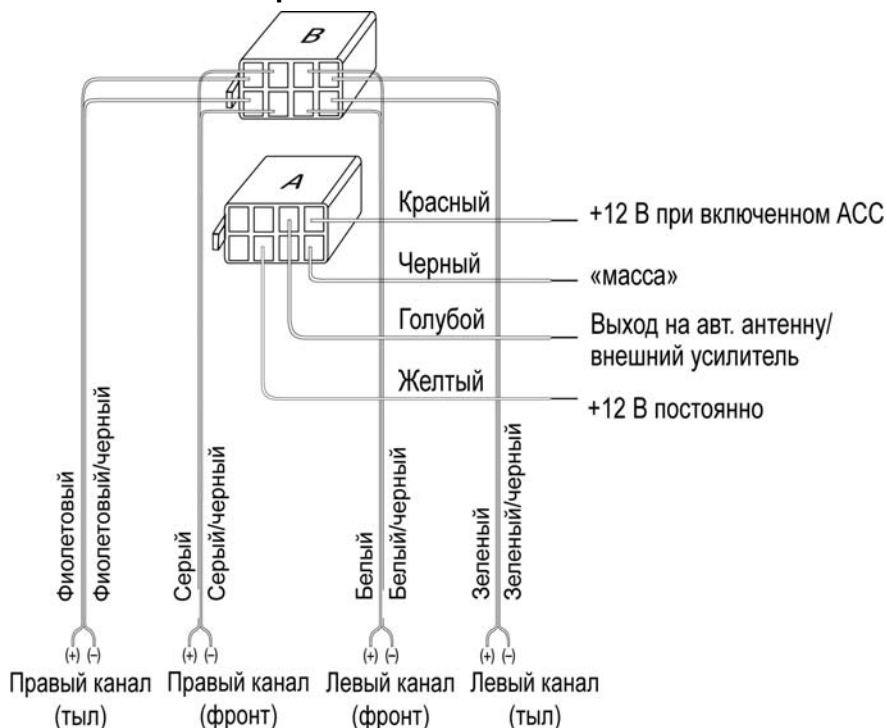 B
A
Красный
+12 В при включенном ACC
Черный
«масса»
Голубой
Выход на авт. антенну/
внешний усилитель
Желтый
+12 В постоянно
Фиолетовый
Фиолетовый/черный
Серый
Серый/черный
Белый
Белый/черный
Зеленый
Зеленый/черный
(+) (–)
(+) (–)
(+) (–)
(+) (–)
Правый канал
(тыл)
Правый канал
(фронт)
Левый канал
(фронт)
Левый канал
(тыл)